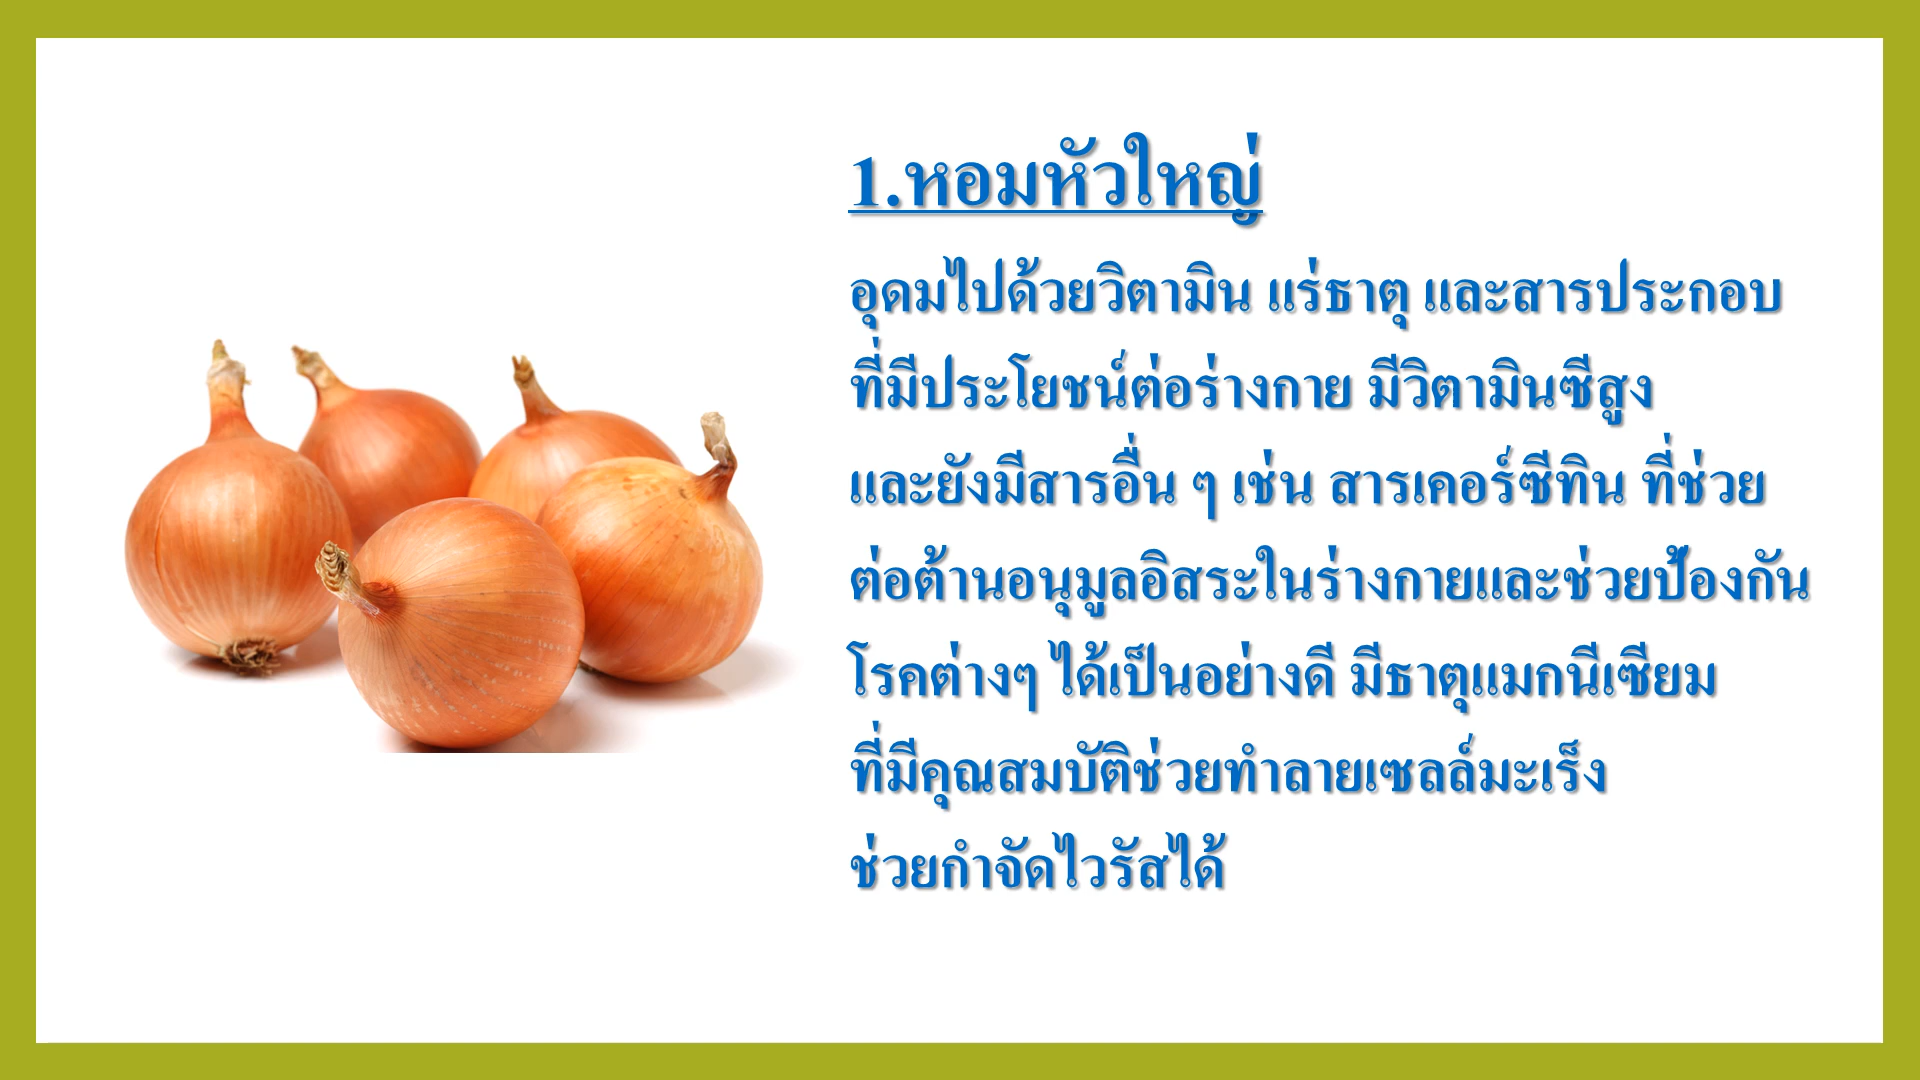 1.หอมหัวใหญ่
อุดมไปด้วยวิตามิน แร่ธาตุ และสารประกอบ
ที่มีประโยชน์ต่อร่างกาย มีวิตามินซีสูง
และยังมีสารอื่น ๆ เช่น สารเคอร์ซีทิน ที่ช่วย
ต่อต้านอนุมูลอิสระในร่างกายและช่วยป้องกัน
โรคต่างๆ ได้เป็นอย่างดี มีธาตุแมกนีเซียม
ที่มีคุณสมบัติช่วยทำลายเซลล์มะเร็ง
ช่วยกำจัดไวรัสได้